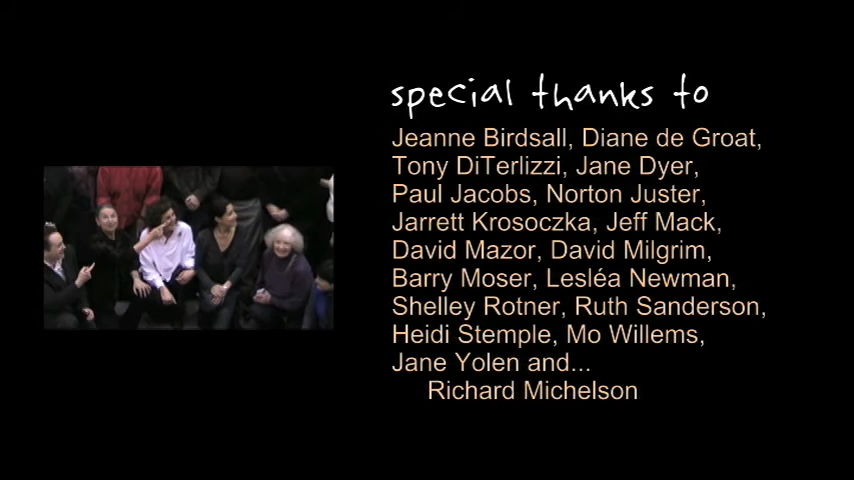 special thanks to
Jeanne Birdsall, Diane de Groat,
Tony DiTerlizzi, Jane Dyer,
Paul Jacobs, Norton Juster,
Jarrett Krosoczka, Jeff Mack,
David Mazor, David Milgrim,
Barry Moser, Lesléa Newman,
Shelley Rotner, Ruth Sanderson,
Heidi Stemple, Mo Willems,
Jane Yolen and...
Richard Michelson